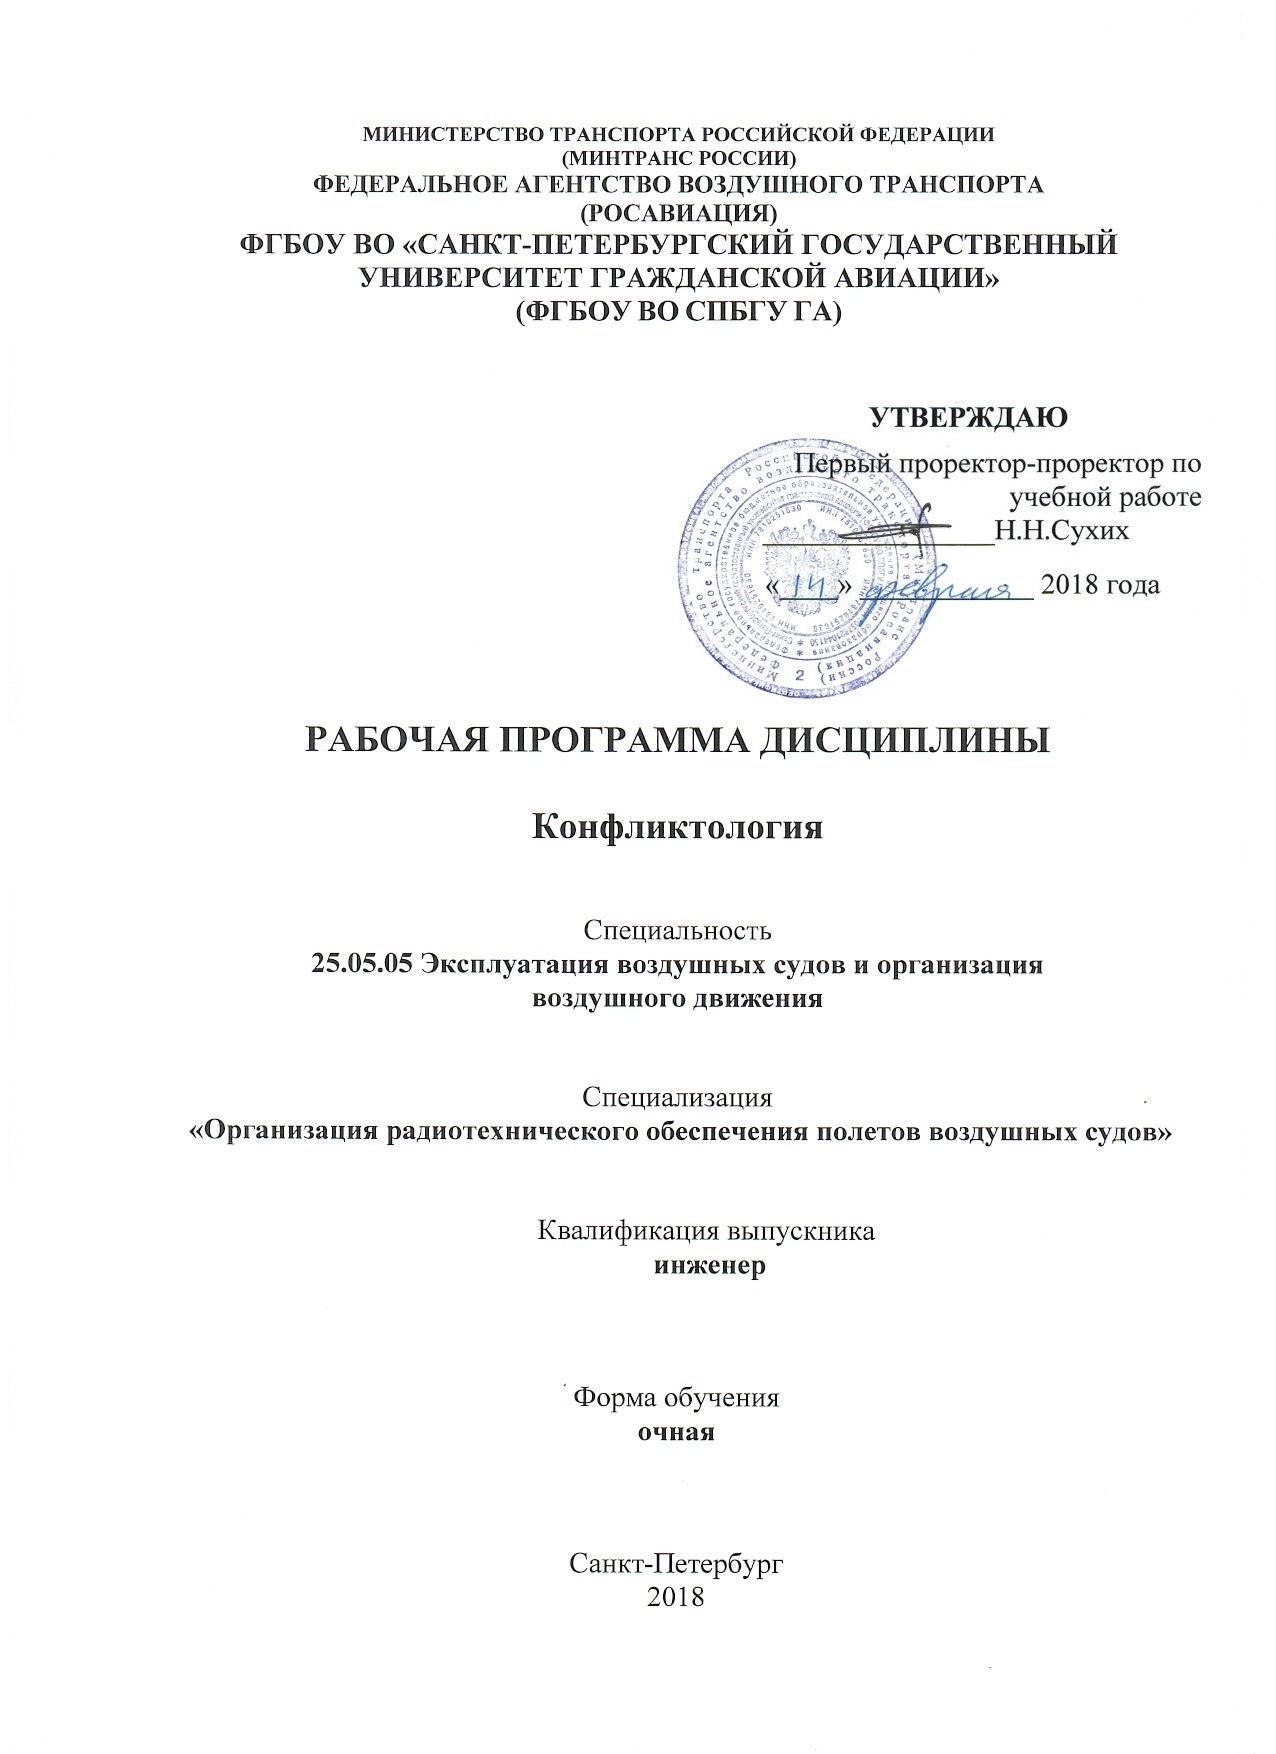 МИНИСТЕРСТВО ТРАНСПОРТА РОССИЙСКОЙ ФЕДЕРАЦИИ
(МИНТРАНС РОССИИ)
ФЕДЕРАЛЬНОЕ АГЕНТСТВО ВОЗДУШНОГО ТРАНСПОРТА
(РОСАВИАЦИЯ)
ФГБОУ ВО «САНКТ-ПЕТЕРБУРГСКИЙ ГОСУДАРСТВЕННЫЙ
УНИВЕРСИТЕТ ГРАЖДАНСКОЙ АВИАЦИИ»
(ФГБОУ ВО СПБГУ ГА)
УТВЕРЖДАЮ
Первый проректор-проректор по
учебной работе
Н.Н.Сухих
«14» февраля 2018 года
РАБОЧАЯ ПРОГРАММА ДИСЦИПЛИНЫ
Конфликтология
Специальность
25.05.05 Эксплуатация воздушных судов и организация
воздушного движения
Специализация
«Организация радиотехнического обеспечения полетов воздушных судов»
Квалификация выпускника
инженер
Форма обучения
очная
Санкт-Петербург
2018